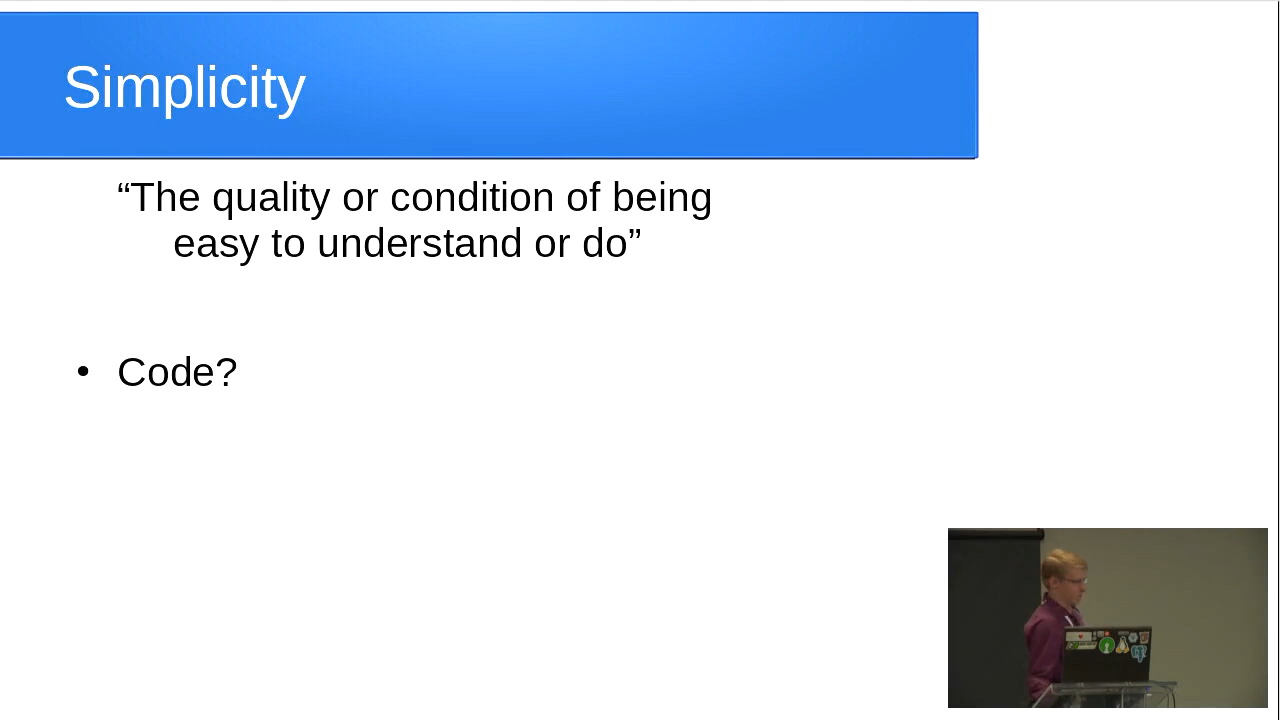 Simplicity
“The quality or condition of being
easy to understand or do”
• Code?